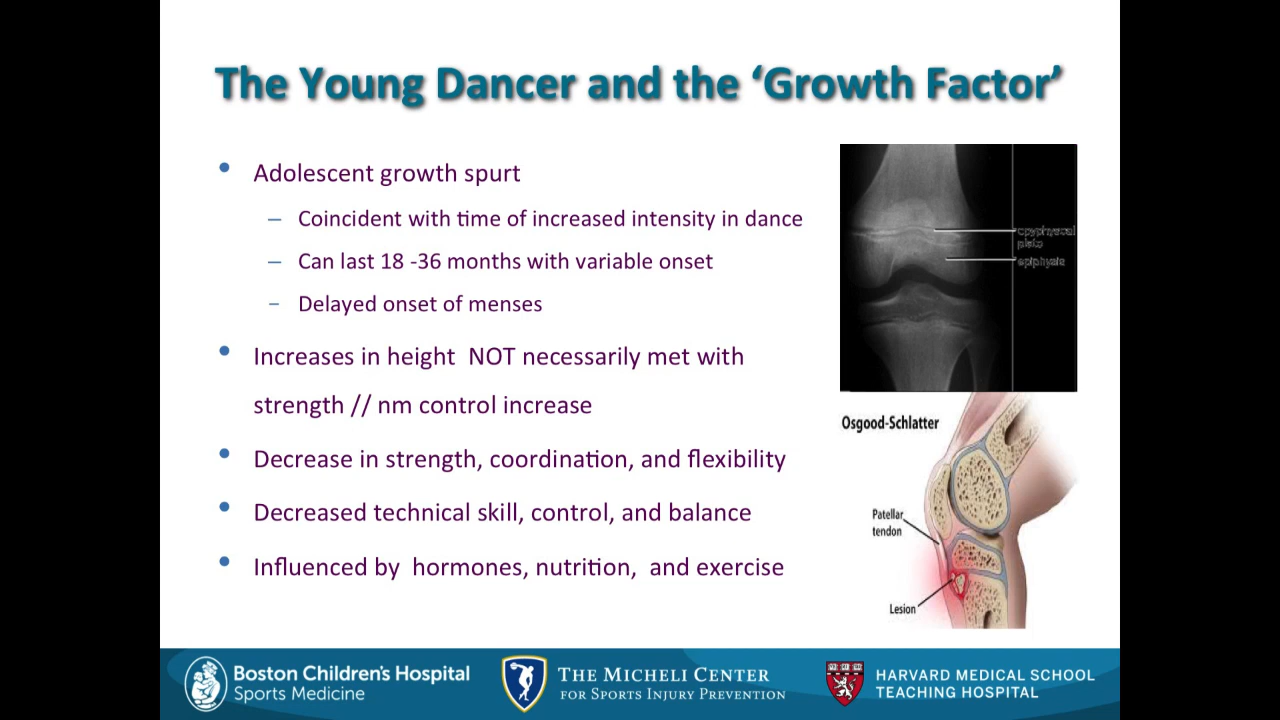 The Young Dancer and the ‘Growth Factor’
• Adolescent growth spurt
– Coincident with time of increased intensity in dance
– Can last 18 -36 months with variable onset
– Delayed onset of menses
• Increases in height NOT necessarily met with
strength // nm control increase
• Decrease in strength, coordination, and flexibility
• Decreased technical skill, control, and balance
• Influenced by hormones, nutrition, and exercise
plate
epiphysis
Osgood-Schlatter
Patellar
tendon
Lesion
Boston Children's Hospital
Sports Medicine
THE MICHELI CENTER
FOR SPORTS INJURY PREVENTION
HARVARD MEDICAL SCHOOL
TEACHING HOSPITAL